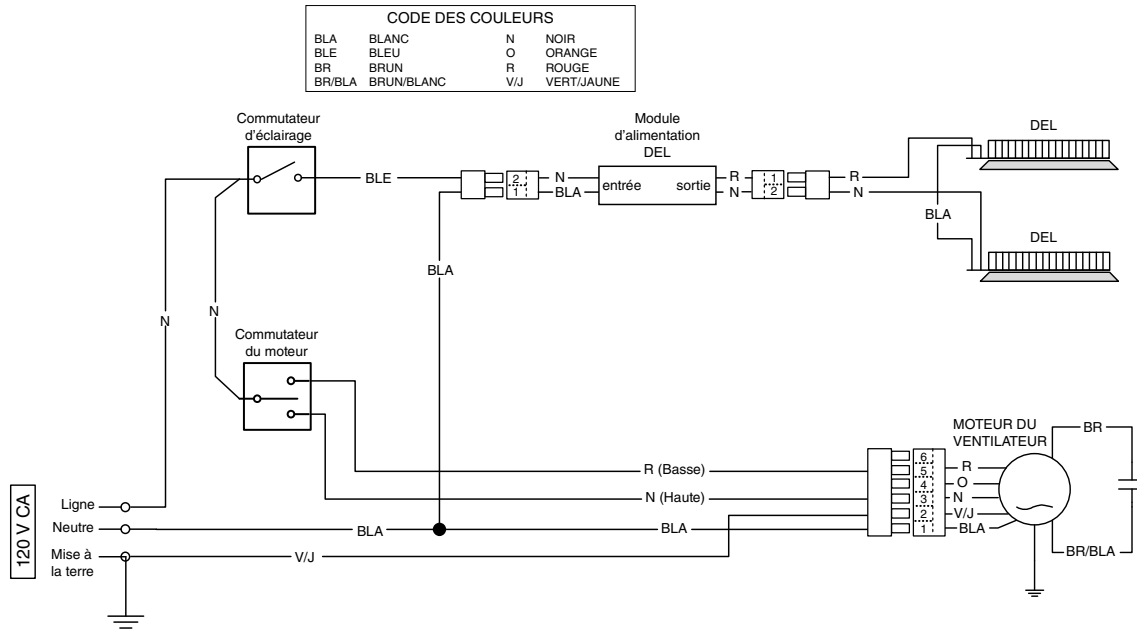 CODE DES COULEURS
BLA BLANC N NOIR
BLE BLEU O ORANGE
BR BRUN R ROUGE
BR/BLA BRUN/BLANC V/J VERT/JAUNE
Commutateur
d'éclairage
Module
d'alimentation
DEL
DEL
BLE
2
1
N
BLA
entrée
sortie
R
N
1
2
R
N
BLA
DEL
BLA
N
N
Commutateur
du moteur
MOTEUR DU
VENTILATEUR
BR
R (Basse)
N (Haute)
6
5
4
3
2
1
R
O
N
V/J
BLA
BR/BLA
120 V CA
Ligne
Neutre
BLA
BLA
Mise à
la terre
V/J